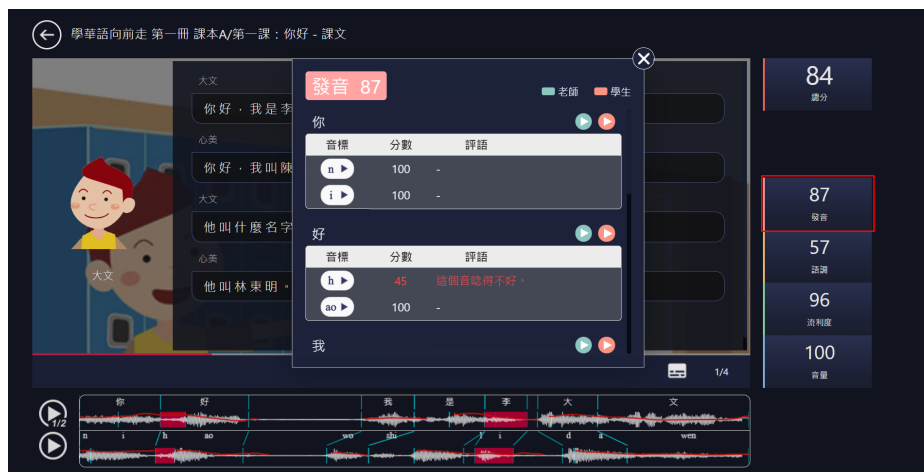 學華語向前走 第一冊 課本A/第一課：你好 - 課文
大文
你好，我是李
心美
你好，我叫陳
大文
他叫什麼名字
心美
他叫林東明。
大文
發音 87
老師 學生
你
音標 分數 評語
n 100 -
i 100 -
好
音標 分數 評語
h 45 這個音唸得不好。
ao 100 -
我
1/4
84
總分
87
發音
57
語調
96
流利度
100
音量
1/2
你 好 我 是 李 大 文
n i h ao wo shi l i d a wen